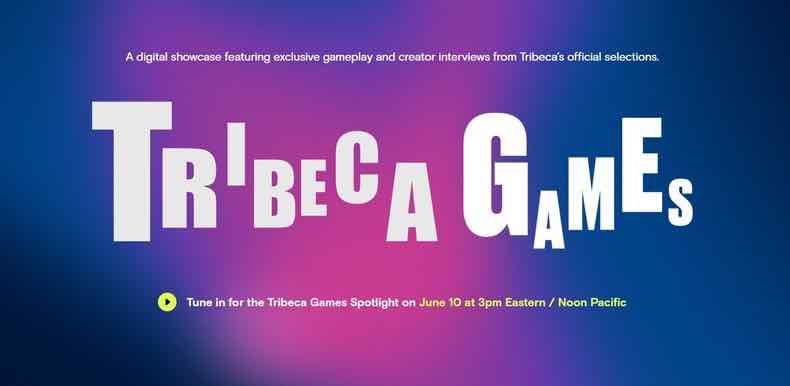 A digital showcase featuring exclusive gameplay and creator interviews from Tribeca's official selections.
TRIBECA GAMES
Tune in for the Tribeca Games Spotlight on June 10 at 3pm Eastern / Noon Pacific